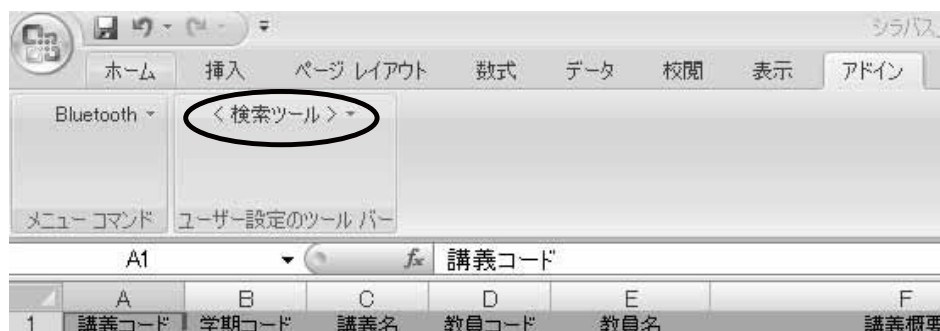 シラバス_
ホーム 挿入 ページ レイアウト 数式 データ 校閲 表示 アドイン
Bluetooth <検索ツール>
メニュー コマンド ユーザー設定のツール バー
A1 fx 講義コード
A B C D E F
1 講義コード 学期コード 講義名 教員コード 教員名 講義概要